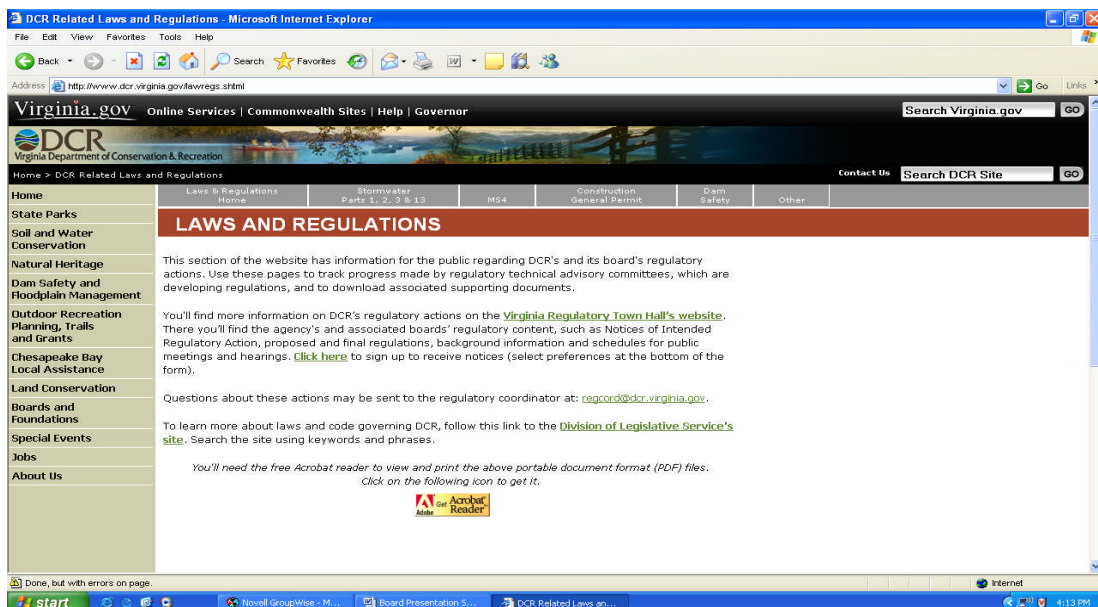 DCR Related Laws and Regulations - Microsoft Internet Explorer
File Edit View Favorites Tools Help
Back Search Favorites
Address http://www.dcr.virginia.gov/lawregs.shtml Go Links
Virginia.gov Online Services | Commonwealth Sites | Help | Governor Search Virginia.gov GO
DCR
Virginia Department of Conservation & Recreation
Home > DCR Related Laws and Regulations Contact Us Search DCR Site GO
Laws & Regulations Home Stormwater Parts 1, 2, 3 & 13 MS4 Construction General Permit Dam Safety Other
Home
State Parks
Soil and Water
Conservation
Natural Heritage
Dam Safety and
Floodplain Management
Outdoor Recreation
Planning, Trails
and Grants
Chesapeake Bay
Local Assistance
Land Conservation
Boards and
Foundations
Special Events
Jobs
About Us
LAWS AND REGULATIONS
This section of the website has information for the public regarding DCR's and its board's regulatory
actions. Use these pages to track progress made by regulatory technical advisory committees, which are
developing regulations, and to download associated supporting documents.
You'll find more information on DCR's regulatory actions on the Virginia Regulatory Town Hall's website.
There you'll find the agency's and associated boards' regulatory content, such as Notices of Intended
Regulatory Action, proposed and final regulations, background information and schedules for public
meetings and hearings. Click here to sign up to receive notices (select preferences at the bottom of the
form).
Questions about these actions may be sent to the regulatory coordinator at: regcord@dcr.virginia.gov.
To learn more about laws and code governing DCR, follow this link to the Division of Legislative Service's
site. Search the site using keywords and phrases.
You'll need the free Acrobat reader to view and print the above portable document format (PDF) files.
Click on the following icon to get it.
Adobe Get Acrobat Reader
Done, but with errors on page. Internet
start Novell GroupWise - M... Board Presentation S... DCR Related Laws an... 4:13 PM